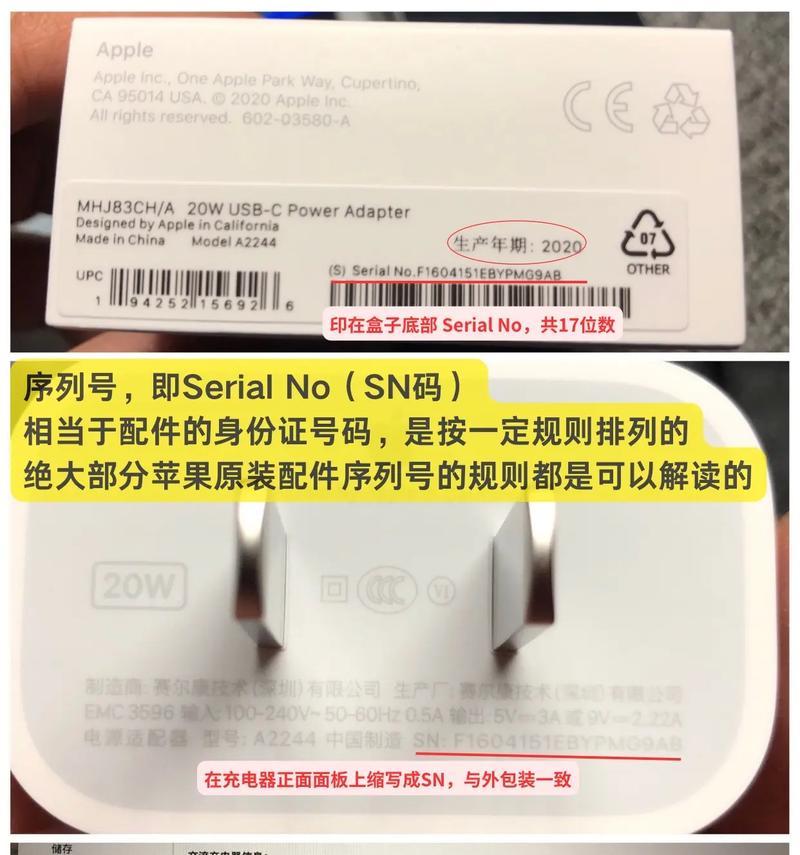 Apple
Apple Inc., One Apple Park Way, Cupertino,
CA 95014 USA. © 2020 Apple Inc.
All rights reserved. 602-03580-A
CE
MHJ83CH/A 20W USB-C Power Adapter
Designed by Apple in California
Made in China Model A2244
生产年期: 2020
07
OTHER
UPC
(S) Serial No.F1604151EBYPMG9AB
1 94252 15692 6
印在盒子底部 Serial No，共17位数
序列号，即Serial No（SN码）
相当于配件的身份证号码，是按一定规则排列的
绝大部分苹果原装配件序列号的规则都是可以解读的
20W
CCC
VI
制造商: 赛尔康技术(深圳)有限公司 生产厂: 赛尔康技术(深圳)有限公司
EMC 3596 输入: 100-240V~ 50-60Hz 0.5A 输出 5V⎓3A 或 9V⎓2.22A
电源适配器 型号: A2244 中国制造 SN: F1604151EBYPMG9AB
在充电器正面面板上缩写成SN，与外包装一致
储存